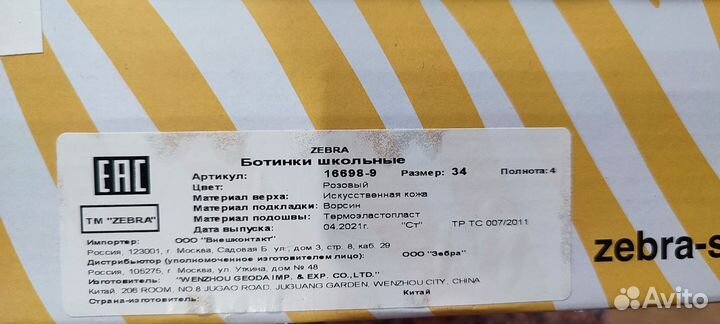 ZEBRA
Ботинки школьные
Артикул: 16698-9 Размер: 34 Полнота: 4
Цвет: Розовый
Материал верха: Искусственная кожа
Материал подкладки: Ворсин
Материал подошвы: Термоэластопласт
Дата выпуска: 04.2021г. "Ст" ТР ТС 007/2011
EAC
ТМ "ZEBRA"
Импортер: ООО "Внешконтакт"
Россия, 123001, г. Москва, Садовая Б. ул., дом 3, стр. 8, каб. 29
Дистрибьютор (уполномоченное изготовителем лицо): ООО "Зебра"
Россия, 105275, г. Москва, ул. Уткина, дом № 48
Изготовитель: "WENZHOU GEODA IMP. & EXP. CO., LTD."
Китай, 206 ROOM, NO.8 JUGAO ROAD, JUGUANG GARDEN, WENZHOU CITY, CHINA
Страна-изготовитель: Китай
zebra-s
Avito